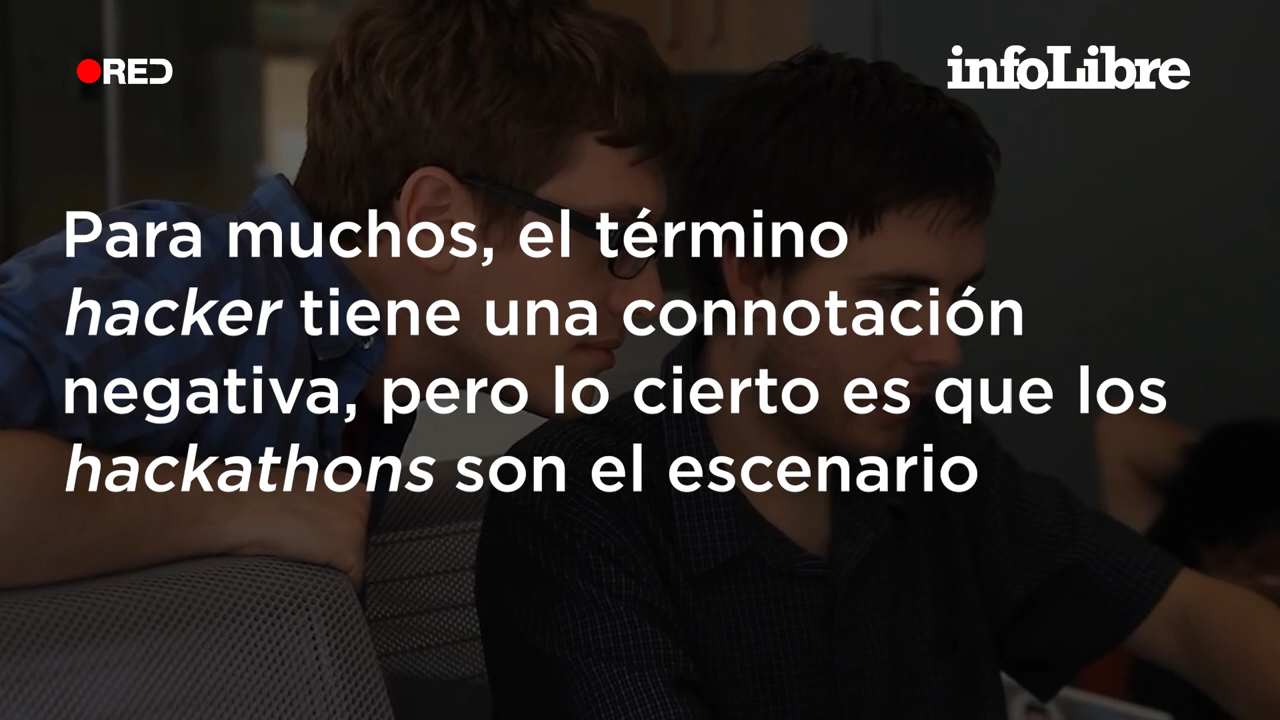 RED
infoLibre
Para muchos, el término
hacker tiene una connotación
negativa, pero lo cierto es que los
hackathons son el escenario